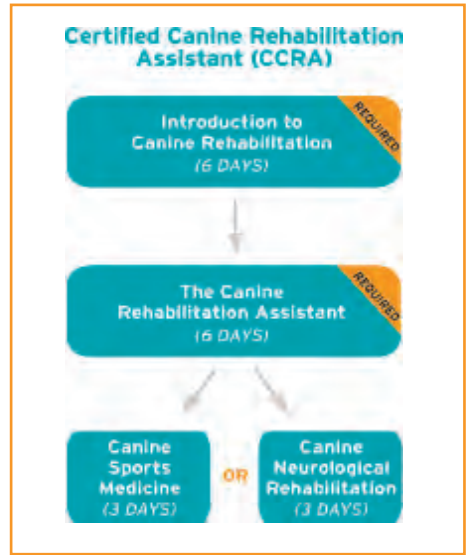 Certified Canine Rehabilitation
Assistant (CCRA)
Introduction to
Canine Rehabilitation
(6 DAYS)
REQUIRED
The Canine
Rehabilitation Assistant
(6 DAYS)
REQUIRED
Canine
Sports
Medicine
(3 DAYS)
OR
Canine
Neurological
Rehabilitation
(3 DAYS)